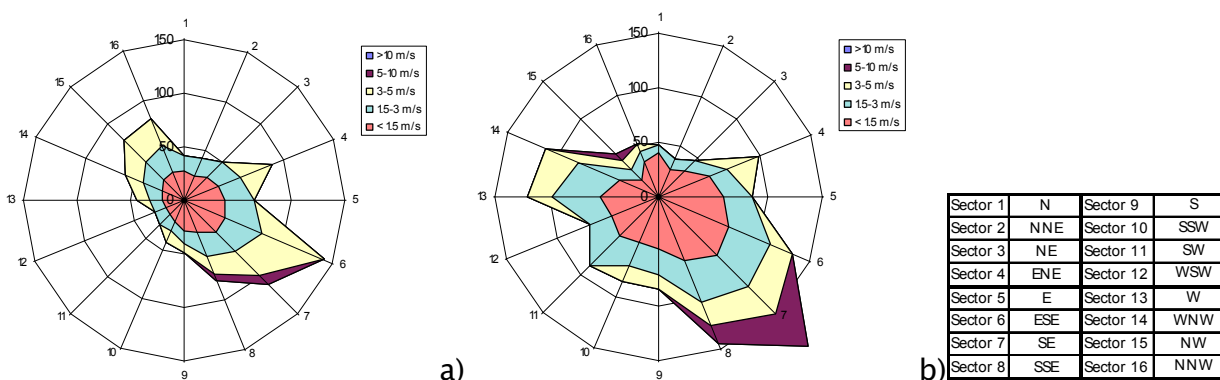 1
150
16
2
>10 m/s
5-10 m/s
3-5 m/s
1.5-3 m/s
< 1.5 m/s
15
3
100
14
4
50
13
0
5
12
6
11
7
10
8
9
a)
1
150
16
2
>10 m/s
5-10 m/s
3-5 m/s
1.5-3 m/s
< 1.5 m/s
15
3
100
14
4
50
13
0
5
12
6
11
7
10
8
9
b)
Sector 1 N Sector 9 S
Sector 2 NNE Sector 10 SSW
Sector 3 NE Sector 11 SW
Sector 4 ENE Sector 12 WSW
Sector 5 E Sector 13 W
Sector 6 ESE Sector 14 WNW
Sector 7 SE Sector 15 NW
Sector 8 SSE Sector 16 NNW